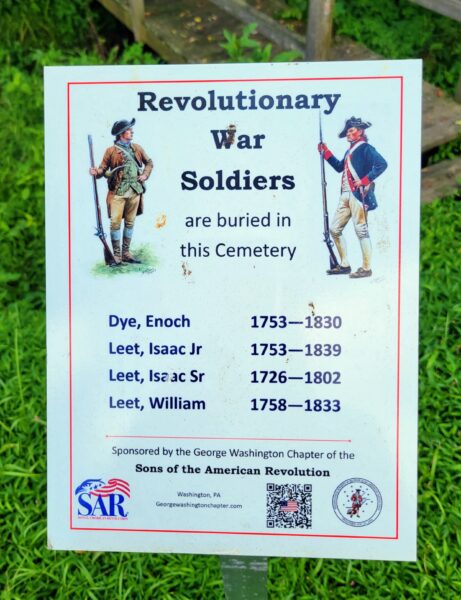 Revolutionary
War
Soldiers
are buried in
this Cemetery
Dye, Enoch 1753—1830
Leet, Isaac Jr 1753—1839
Leet, Isaac Sr 1726—1802
Leet, William 1758—1833
Sponsored by the George Washington Chapter of the
Sons of the American Revolution
Washington, PA
Georgewashingtonchapter.com
SAR